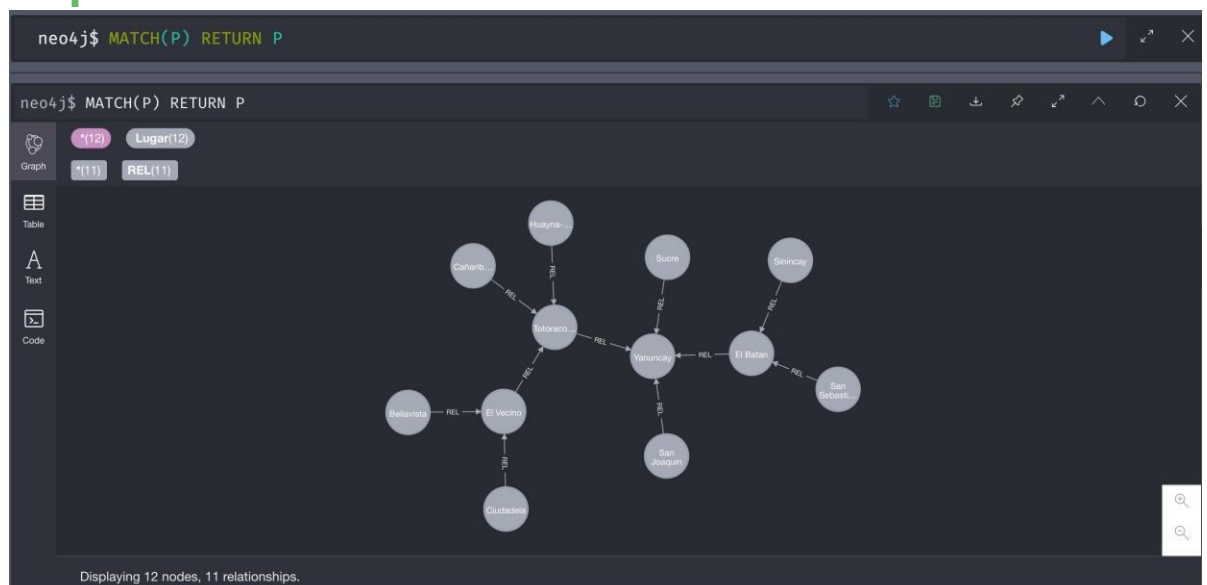 neo4j$ MATCH(P) RETURN P
neo4j$ MATCH(P) RETURN P
Graph
*(12) Lugar(12)
*(11) REL(11)
Table
Text
Code
Huayna-...
Cañarib...
Sucre
Sinincay
REL
REL
REL
REL
Totoraco...
REL
Yanuncay
REL
El Batan
REL
REL
San
Sebasti...
Bellavista
REL
El Vecino
REL
REL
San
Joaquin
Ciudadela
Displaying 12 nodes, 11 relationships.